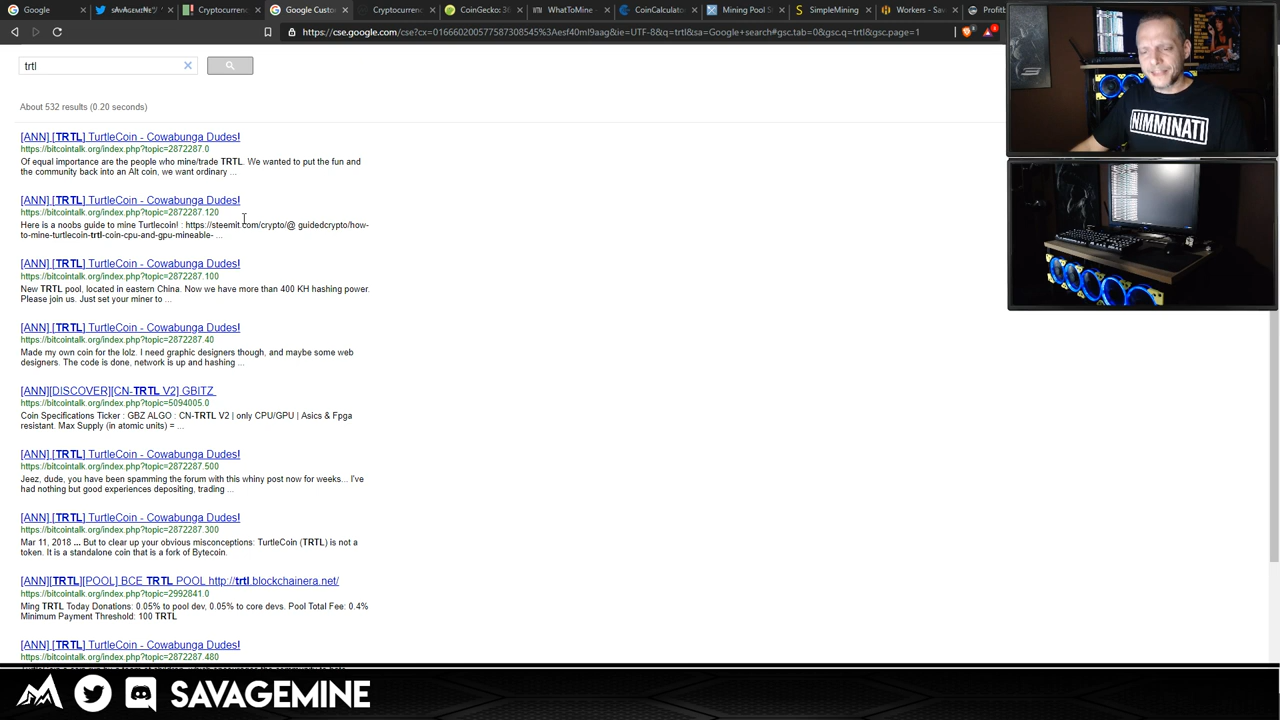 Google
sᴀᴠᴀɢᴇᴍɪɴᴇ
Cryptocurrenc
Google Custom
Cryptocurrenc
CoinGecko: 36
WhatToMine
CoinCalculato
Mining Pool S
SimpleMining
Workers - Sav
Profitb
https://cse.google.com/cse?cx=016660200577587308545%3Aesf40ml9aag&ie=UTF-8&q=trtl&sa=Google+search#gsc.tab=0&gsc.q=trtl&gsc.page=1
trtl
About 532 results (0.20 seconds)
[ANN] [TRTL] TurtleCoin - Cowabunga Dudes!
https://bitcointalk.org/index.php?topic=2872287.0
Of equal importance are the people who mine/trade TRTL. We wanted to put the fun and
the community back into an Alt coin, we want ordinary ...
[ANN] [TRTL] TurtleCoin - Cowabunga Dudes!
https://bitcointalk.org/index.php?topic=2872287.120
Here is a noobs guide to mine Turtlecoin! : https://steemit.com/crypto/@ guidedcrypto/how-
to-mine-turtlecoin-trtl-coin-cpu-and-gpu-mineable- ...
[ANN] [TRTL] TurtleCoin - Cowabunga Dudes!
https://bitcointalk.org/index.php?topic=2872287.100
New TRTL pool, located in eastern China. Now we have more than 400 KH hashing power.
Please join us. Just set your miner to ...
[ANN] [TRTL] TurtleCoin - Cowabunga Dudes!
https://bitcointalk.org/index.php?topic=2872287.40
Made my own coin for the lolz. I need graphic designers though, and maybe some web
designers. The code is done, network is up and hashing ...
[ANN][DISCOVER][CN-TRTL V2] GBITZ
https://bitcointalk.org/index.php?topic=5094005.0
Coin Specifications Ticker : GBZ ALGO : CN-TRTL V2 | only CPU/GPU | Asics & Fpga
resistant. Max Supply (in atomic units) = ...
[ANN] [TRTL] TurtleCoin - Cowabunga Dudes!
https://bitcointalk.org/index.php?topic=2872287.500
Jeez, dude, you have been spamming the forum with this whiny post now for weeks... I've
had nothing but good experiences depositing, trading ...
[ANN] [TRTL] TurtleCoin - Cowabunga Dudes!
https://bitcointalk.org/index.php?topic=2872287.300
Mar 11, 2018 ... But to clear up your obvious misconceptions: TurtleCoin (TRTL) is not a
token. It is a standalone coin that is a fork of Bytecoin.
[ANN][TRTL][POOL] BCE TRTL POOL http://trtl.blockchainera.net/
https://bitcointalk.org/index.php?topic=2992841.0
Ming TRTL Today Donations: 0.05% to pool dev, 0.05% to core devs. Pool Total Fee: 0.4%
Minimum Payment Threshold: 100 TRTL
[ANN] [TRTL] TurtleCoin - Cowabunga Dudes!
https://bitcointalk.org/index.php?topic=2872287.480
NIMMINATI
SAVAGEMINE